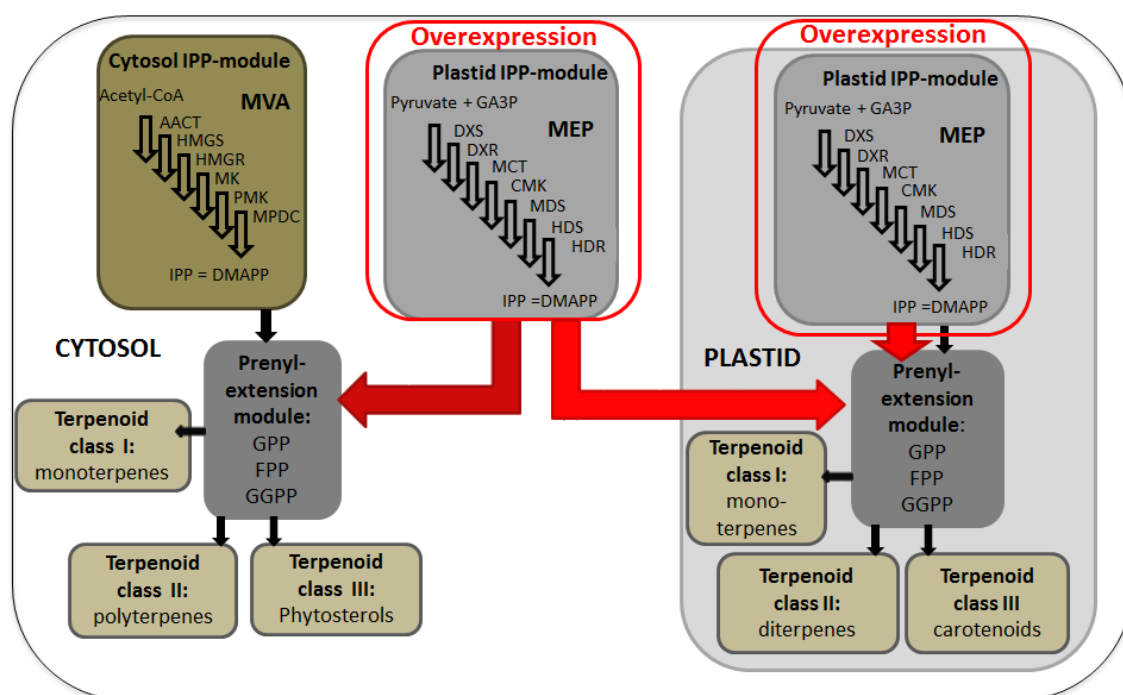 Overexpression
Cytosol IPP-module
Acetyl-CoA
MVA
AACT
HMGS
HMGR
MK
PMK
MPDC
IPP = DMAPP
Plastid IPP-module
Pyruvate + GA3P
MEP
DXS
DXR
MCT
CMK
MDS
HDS
HDR
IPP =DMAPP
Overexpression
Plastid IPP-module
Pyruvate + GA3P
MEP
DXS
DXR
MCT
CMK
MDS
HDS
HDR
IPP =DMAPP
CYTOSOL
Prenyl-
extension
module:
GPP
FPP
GGPP
Terpenoid
class I:
monoterpenes
Terpenoid
class II:
polyterpenes
Terpenoid
class III:
Phytosterols
PLASTID
Prenyl-
extension
module:
GPP
FPP
GGPP
Terpenoid
class I:
mono-
terpenes
Terpenoid
class II:
diterpenes
Terpenoid
class III
carotenoids